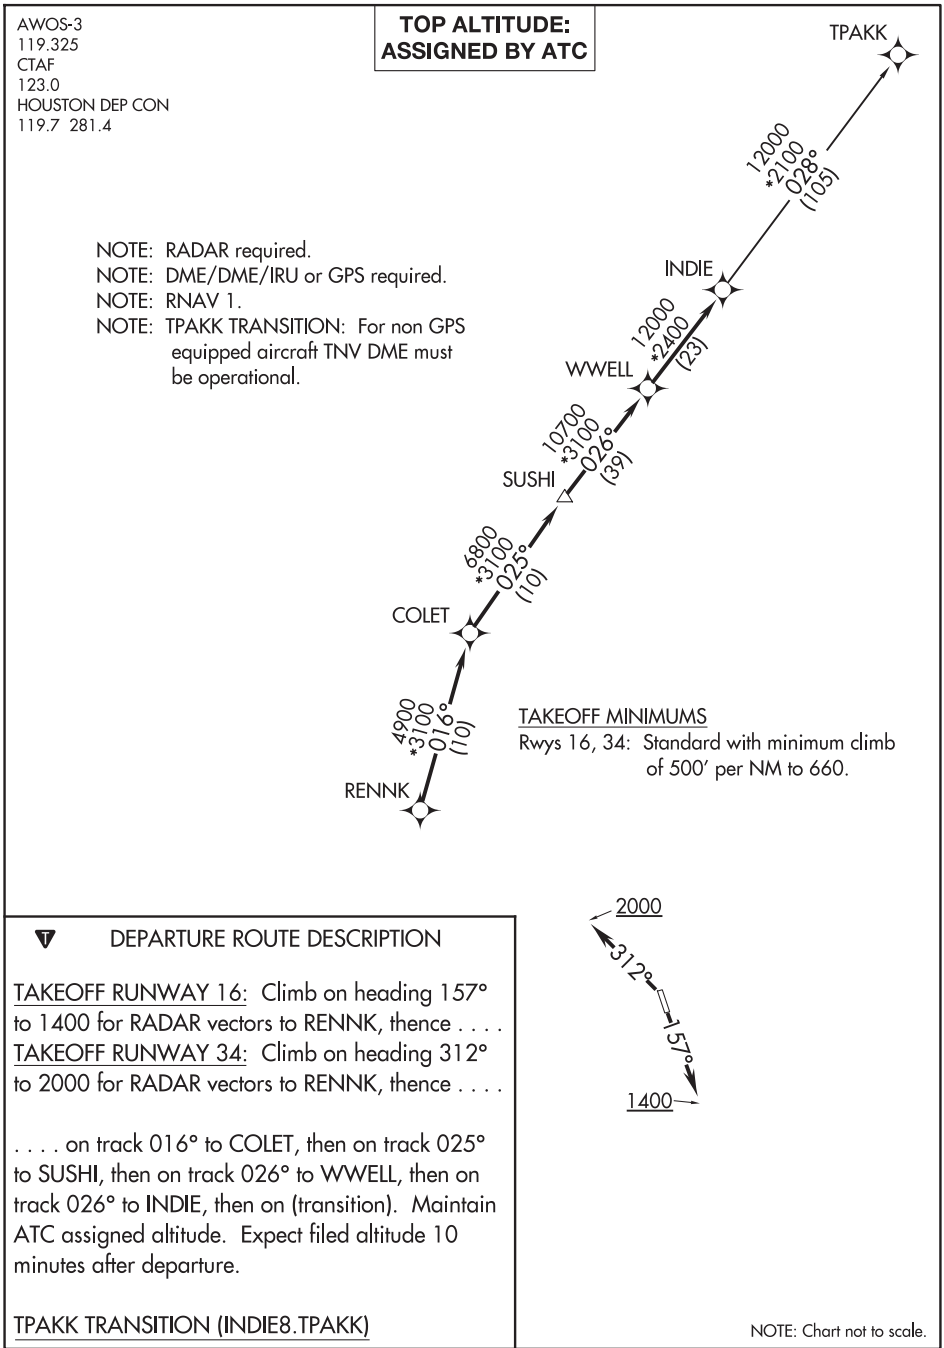 AWOS-3
119.325
CTAF
123.0
HOUSTON DEP CON
119.7 281.4
TOP ALTITUDE:
ASSIGNED BY ATC
TPAKK
12000
*2100
028°
(105)
NOTE: RADAR required.
NOTE: DME/DME/IRU or GPS required.
NOTE: RNAV 1.
NOTE: TPAKK TRANSITION: For non GPS
equipped aircraft TNV DME must
be operational.
INDIE
12000
*2400
(23)
WWELL
10700
*3100
026°
(39)
SUSHI
6800
*3100
025°
(10)
COLET
4900
*3100
016°
(10)
RENNK
TAKEOFF MINIMUMS
Rwys 16, 34: Standard with minimum climb
of 500' per NM to 660.
2000
312°
157°
1400
T
DEPARTURE ROUTE DESCRIPTION
TAKEOFF RUNWAY 16: Climb on heading 157°
to 1400 for RADAR vectors to RENNK, thence . . . .
TAKEOFF RUNWAY 34: Climb on heading 312°
to 2000 for RADAR vectors to RENNK, thence . . . .
. . . . on track 016° to COLET, then on track 025°
to SUSHI, then on track 026° to WWELL, then on
track 026° to INDIE, then on (transition). Maintain
ATC assigned altitude. Expect filed altitude 10
minutes after departure.
TPAKK TRANSITION (INDIE8.TPAKK)
NOTE: Chart not to scale.